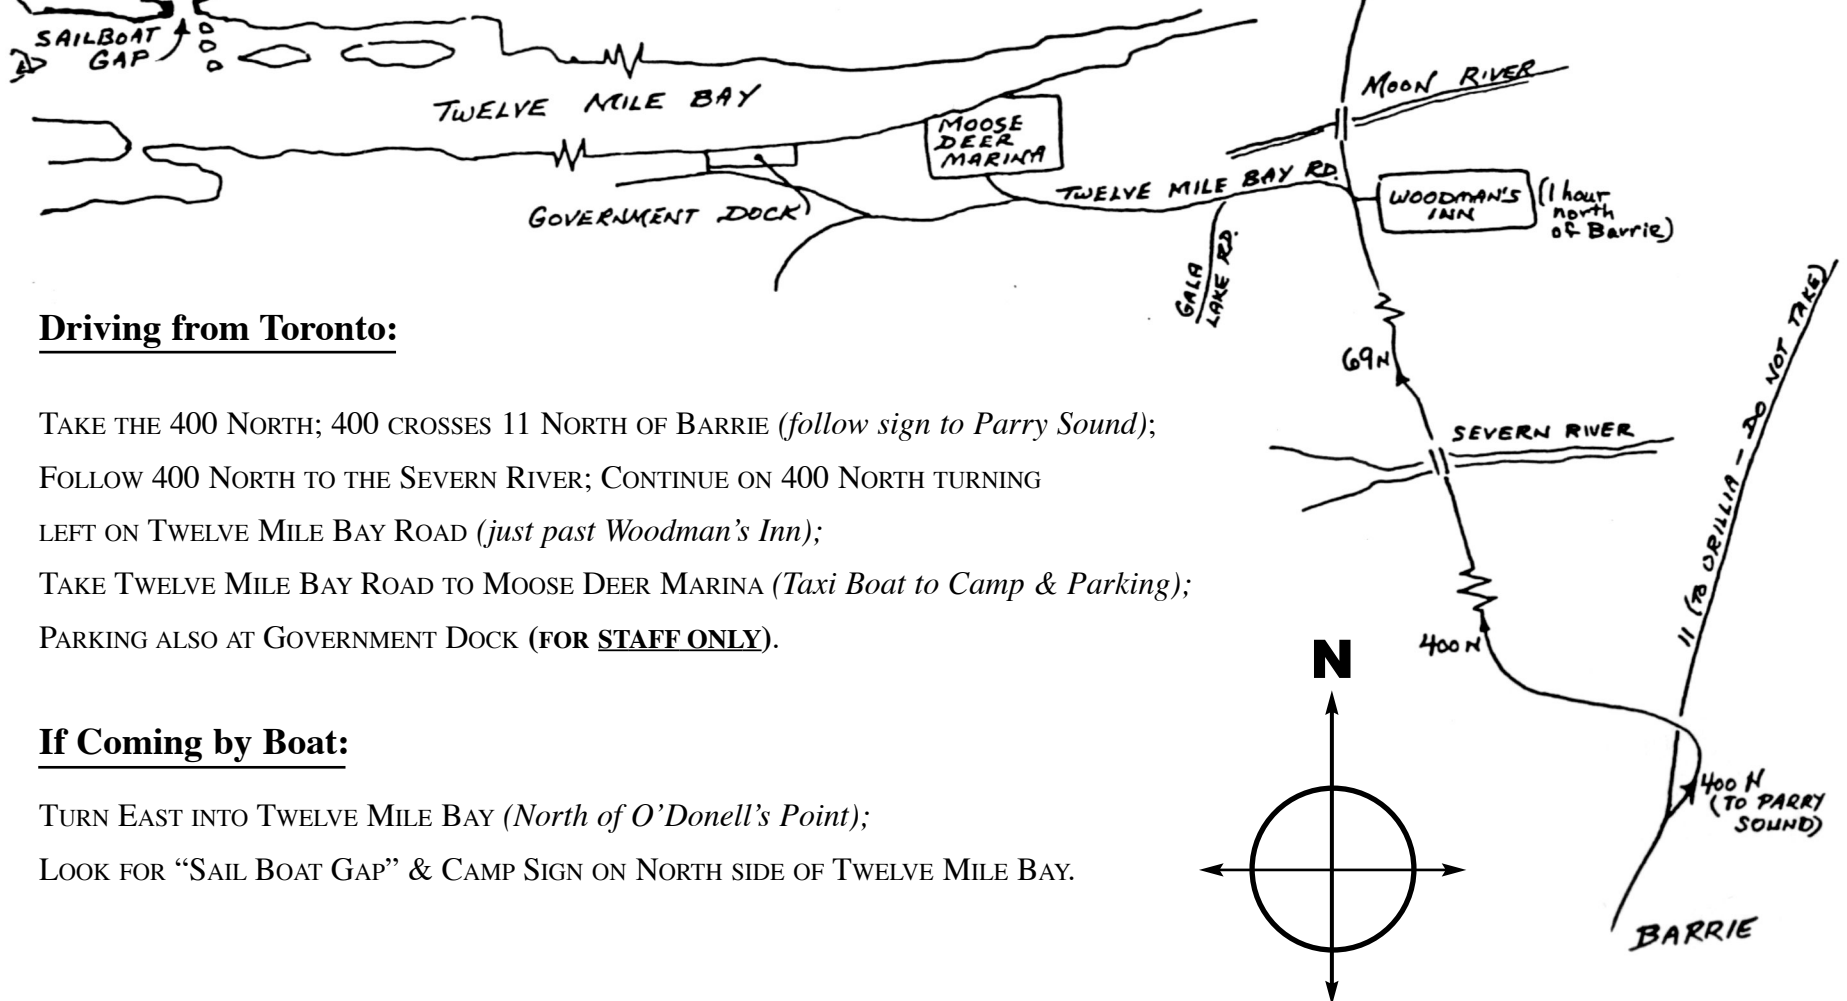 SAILBOAT
GAP
TWELVE MILE BAY
MOOSE
DEER
MARINA
GOVERNMENT DOCK
TWELVE MILE BAY RD.
MOON RIVER
WOODMAN'S
INN
(1 hour
north
of Barrie)
GALA
LAKE RD.
69N
SEVERN RIVER
11 (TO ORILLIA - DO NOT TAKE)
400 N
400 N
(TO PARRY
SOUND)
BARRIE
Driving from Toronto:
TAKE THE 400 NORTH; 400 CROSSES 11 NORTH OF BARRIE (follow sign to Parry Sound);
FOLLOW 400 NORTH TO THE SEVERN RIVER; CONTINUE ON 400 NORTH TURNING
LEFT ON TWELVE MILE BAY ROAD (just past Woodman's Inn);
TAKE TWELVE MILE BAY ROAD TO MOOSE DEER MARINA (Taxi Boat to Camp & Parking);
PARKING ALSO AT GOVERNMENT DOCK (FOR STAFF ONLY).
N
If Coming by Boat:
TURN EAST INTO TWELVE MILE BAY (North of O'Donell's Point);
LOOK FOR "SAIL BOAT GAP" & CAMP SIGN ON NORTH SIDE OF TWELVE MILE BAY.